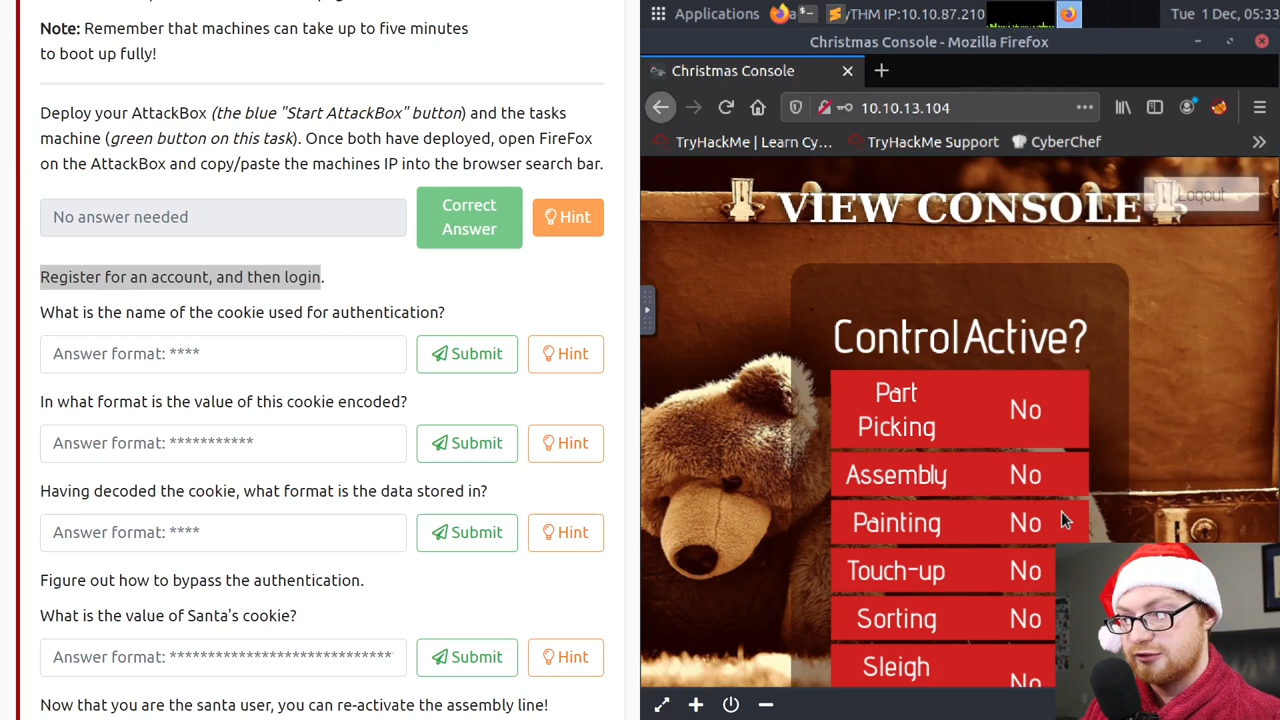 Note: Remember that machines can take up to five minutes
to boot up fully!
Deploy your AttackBox (the blue "Start AttackBox" button) and the tasks
machine (green button on this task). Once both have deployed, open FireFox
on the AttackBox and copy/paste the machines IP into the browser search bar.
No answer needed
Correct
Answer
Hint
Register for an account, and then login.
What is the name of the cookie used for authentication?
Answer format: ****
Submit
Hint
In what format is the value of this cookie encoded?
Answer format: ***********
Submit
Hint
Having decoded the cookie, what format is the data stored in?
Answer format: ****
Submit
Hint
Figure out how to bypass the authentication.
What is the value of Santa's cookie?
Answer format: *****************************
Submit
Hint
Now that you are the santa user, you can re-activate the assembly line!
Applications
IP:10.10.87.210
Tue 1 Dec, 05:33
Christmas Console - Mozilla Firefox
Christmas Console
10.10.13.104
TryHackMe | Learn Cy…
TryHackMe Support
CyberChef
VIEW CONSOLE
Logout
Control Active?
Part
Picking
No
Assembly No
Painting No
Touch-up No
Sorting No
Sleigh
No